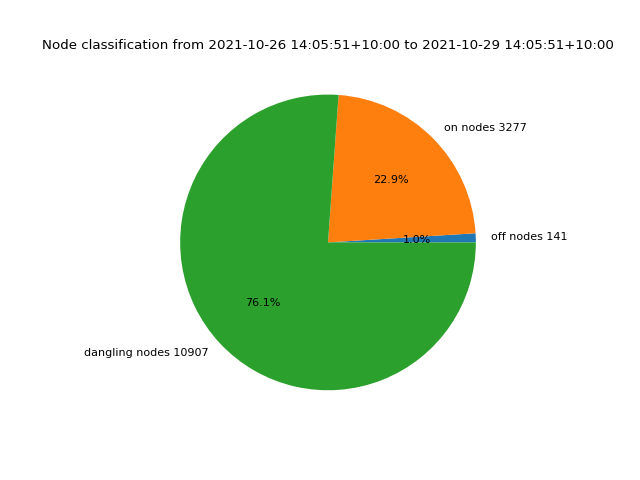 Node classification from 2021-10-26 14:05:51+10:00 to 2021-10-29 14:05:51+10:00
on nodes 3277
22.9%
off nodes 141
1.0%
76.1%
dangling nodes 10907